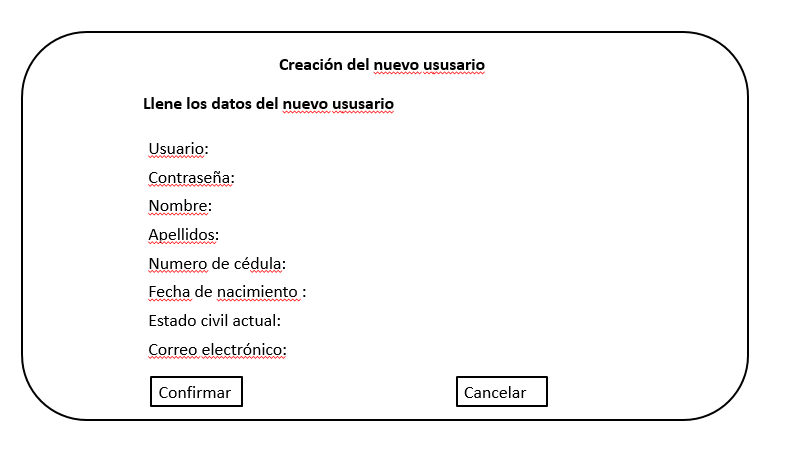 Creación del nuevo ususario
Llene los datos del nuevo ususario
Usuario:
Contraseña:
Nombre:
Apellidos:
Numero de cédula:
Fecha de nacimiento :
Estado civil actual:
Correo electrónico:
Confirmar
Cancelar